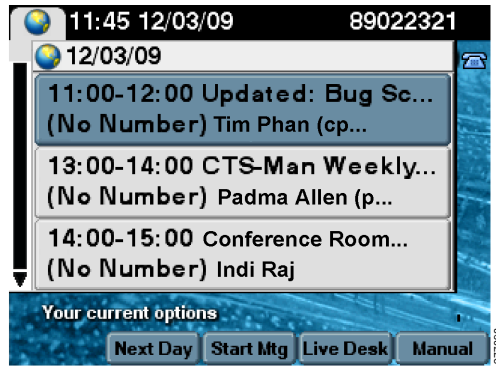 11:45 12/03/09 89022321
12/03/09
11:00-12:00 Updated: Bug Sc...
(No Number) Tim Phan (cp...
13:00-14:00 CTS-Man Weekly...
(No Number) Padma Allen (p...
14:00-15:00 Conference Room...
(No Number) Indi Raj
Your current options
Next Day Start Mtg Live Desk Manual